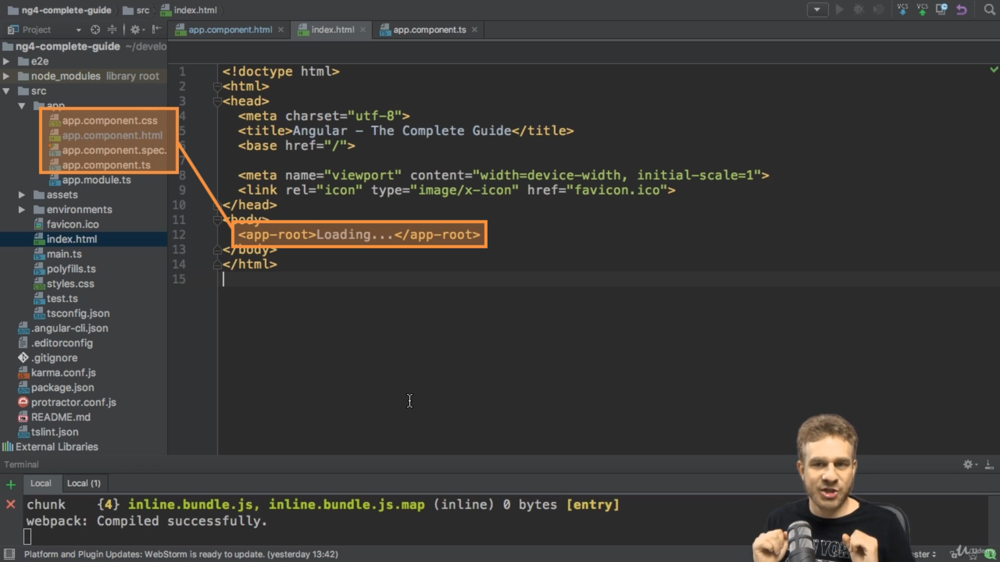 ng4-complete-guide src index.html
VCS VCS
Project
app.component.html
index.html
app.component.ts
ng4-complete-guide ~/develo
e2e
node_modules library root
src
app
app.component.css
app.component.html
app.component.spec.
app.component.ts
app.module.ts
assets
environments
favicon.ico
index.html
main.ts
polyfills.ts
styles.css
test.ts
tsconfig.json
.angular-cli.json
.editorconfig
.gitignore
karma.conf.js
package.json
protractor.conf.js
README.md
tslint.json
External Libraries
1 <!doctype html>
2 <html>
3 <head>
4 <meta charset="utf-8">
5 <title>Angular – The Complete Guide</title>
6 <base href="/">
7
8 <meta name="viewport" content="width=device-width, initial-scale=1">
9 <link rel="icon" type="image/x-icon" href="favicon.ico">
10 </head>
11 <body>
12 <app-root>Loading...</app-root>
13 </body>
14 </html>
15
Terminal
Local
Local (1)
chunk {4} inline.bundle.js, inline.bundle.js.map (inline) 0 bytes [entry]
webpack: Compiled successfully.
Platform and Plugin Updates: WebStorm is ready to update. (yesterday 13:42)
ster